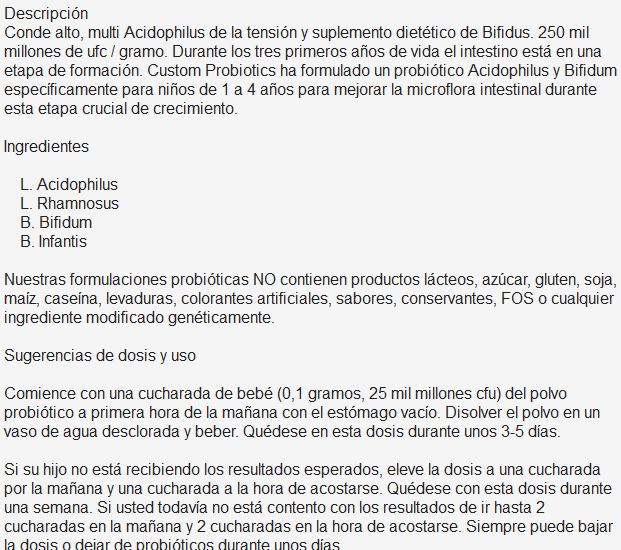 Descripción
Conde alto, multi Acidophilus de la tensión y suplemento dietético de Bifidus. 250 mil
millones de ufc / gramo. Durante los tres primeros años de vida el intestino está en una
etapa de formación. Custom Probiotics ha formulado un probiótico Acidophilus y Bifidum
específicamente para niños de 1 a 4 años para mejorar la microflora intestinal durante
esta etapa crucial de crecimiento.
Ingredientes
L. Acidophilus
L. Rhamnosus
B. Bifidum
B. Infantis
Nuestras formulaciones probióticas NO contienen productos lácteos, azúcar, gluten, soja,
maíz, caseína, levaduras, colorantes artificiales, sabores, conservantes, FOS o cualquier
ingrediente modificado genéticamente.
Sugerencias de dosis y uso
Comience con una cucharada de bebé (0,1 gramos, 25 mil millones cfu) del polvo
probiótico a primera hora de la mañana con el estómago vacío. Disolver el polvo en un
vaso de agua desclorada y beber. Quédese en esta dosis durante unos 3-5 días.
Si su hijo no está recibiendo los resultados esperados, eleve la dosis a una cucharada
por la mañana y una cucharada a la hora de acostarse. Quédese con esta dosis durante
una semana. Si usted todavía no está contento con los resultados de ir hasta 2
cucharadas en la mañana y 2 cucharadas en la hora de acostarse. Siempre puede bajar
la dosis o dejar de probióticos durante unos días